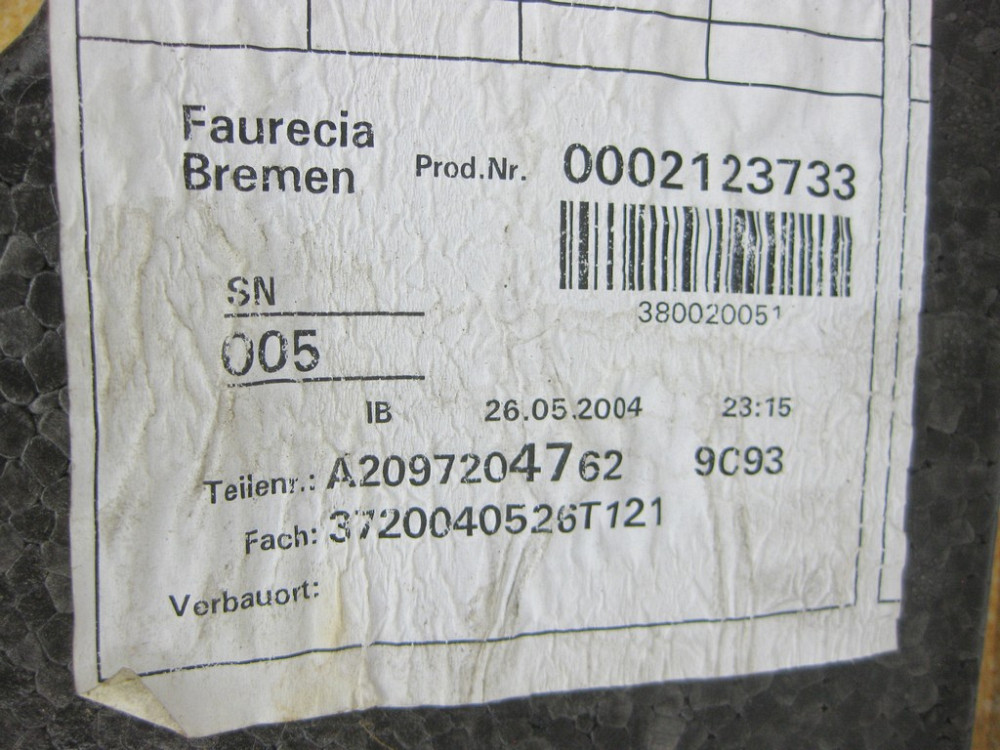 Faurecia
Bremen
Prod.Nr. 0002123733
380020051
SN
005
IB 26.05.2004 23:15
Teilenr.: A2097204762 9C93
Fach: 3720040526T121
Verbauort: